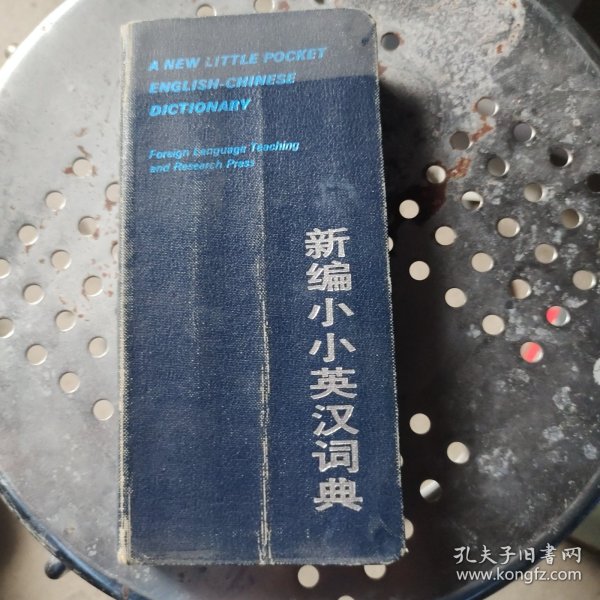 A NEW LITTLE POCKET
ENGLISH-CHINESE
DICTIONARY
Foreign Language Teaching
and Research Press
新编小小英汉词典
孔夫子旧书网
www.kongfz.com